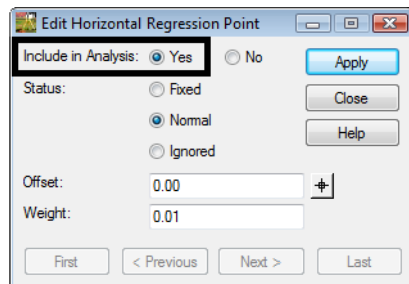 Edit Horizontal Regression Point
Include in Analysis: Yes No
Apply
Status: Fixed
Close
Normal
Help
Ignored
Offset: 0.00
Weight: 0.01
First < Previous Next > Last